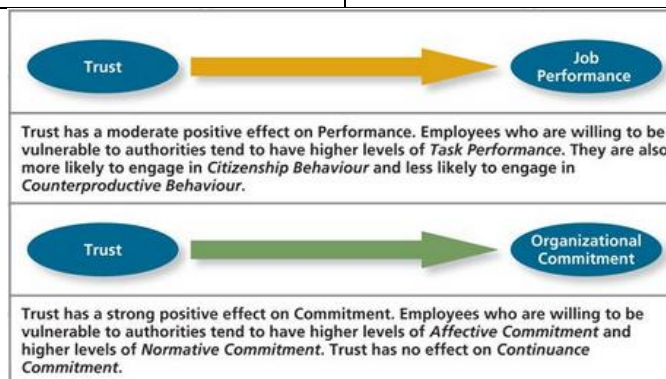 Trust
Job
Performance
Trust has a moderate positive effect on Performance. Employees who are willing to be
vulnerable to authorities tend to have higher levels of Task Performance. They are also
more likely to engage in Citizenship Behaviour and less likely to engage in
Counterproductive Behaviour.
Trust
Organizational
Commitment
Trust has a strong positive effect on Commitment. Employees who are willing to be
vulnerable to authorities tend to have higher levels of Affective Commitment and
higher levels of Normative Commitment. Trust has no effect on Continuance
Commitment.